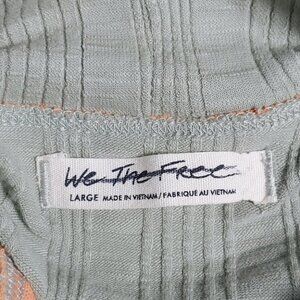 We The Free
LARGE MADE IN VIETNAM / FABRIQUÉ AU VIETNAM